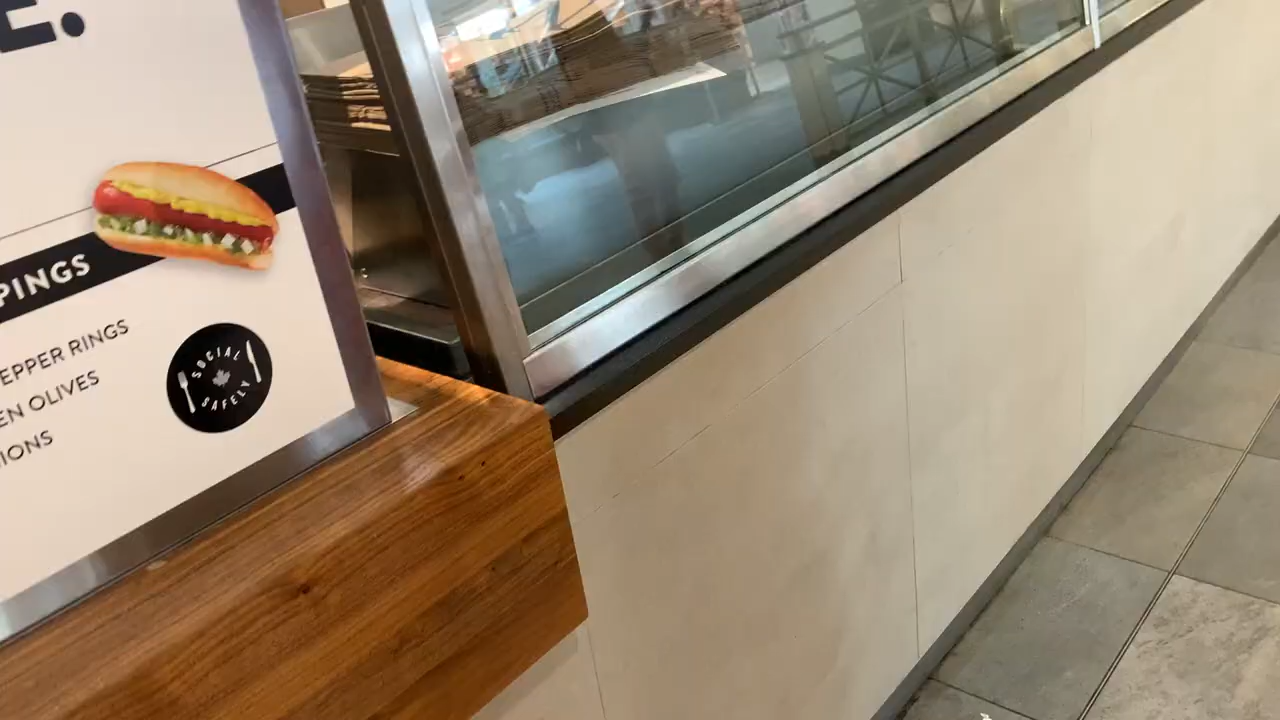 E.
PINGS
EPPER RINGS
EN OLIVES
IONS
SOCIAL
SAFELY